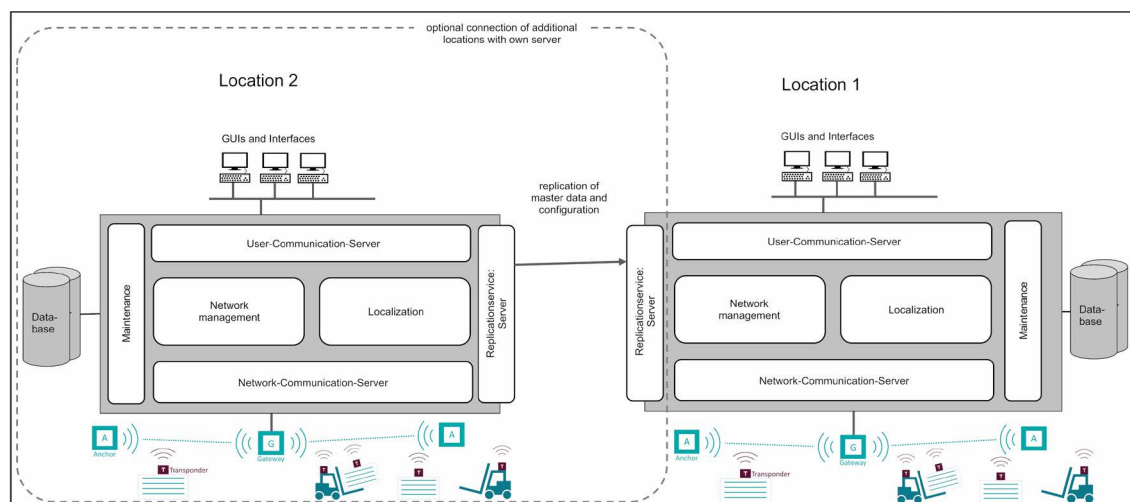 optional connection of additional
locations with own server
Location 2
Location 1
GUIs and Interfaces
GUIs and Interfaces
replication of
master data and
configuration
Data-
base
Maintenance
User-Communication-Server
Network
management
Localization
Network-Communication-Server
Replicationservice:
Server
Replicationservice:
Server
User-Communication-Server
Network
management
Localization
Network-Communication-Server
Maintenance
Data-
base
A
Anchor
G
Gateway
A
T Transponder
T
T
T
T
A
Anchor
G
Gateway
A
T Transponder
T
T
T
T